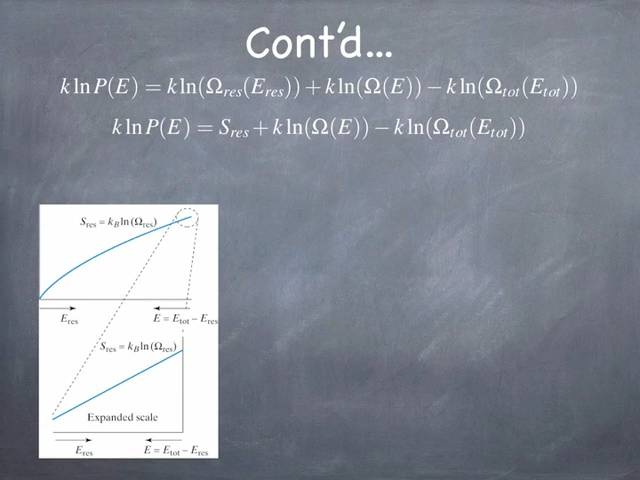 Cont'd...
k ln P(E) = k ln(Ω_res(E_res)) + k ln(Ω(E)) − k ln(Ω_tot(E_tot))
k ln P(E) = S_res + k ln(Ω(E)) − k ln(Ω_tot(E_tot))
S_res = k_B ln (Ω_res)
E_res E = E_tot − E_res
S_res = k_B ln (Ω_res)
Expanded scale
E_res E = E_tot − E_res